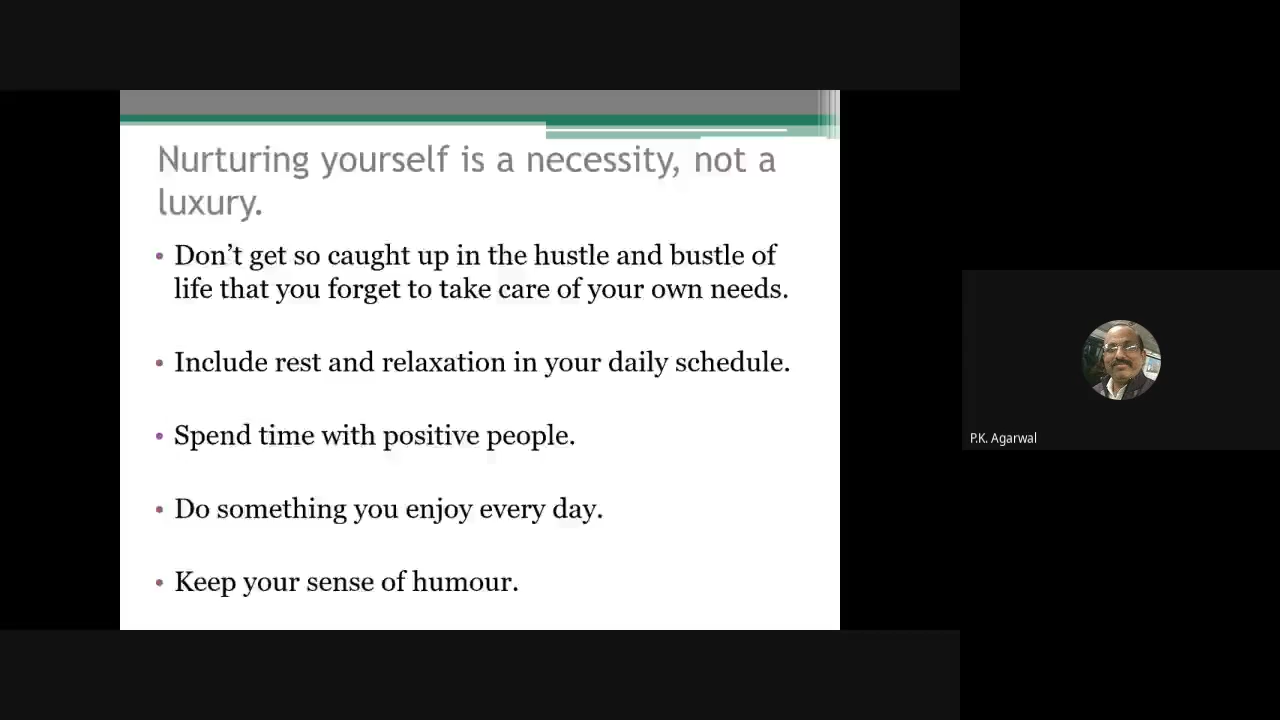 Nurturing yourself is a necessity, not a
luxury.
• Don’t get so caught up in the hustle and bustle of
life that you forget to take care of your own needs.
• Include rest and relaxation in your daily schedule.
• Spend time with positive people.
• Do something you enjoy every day.
• Keep your sense of humour.
P.K. Agarwal